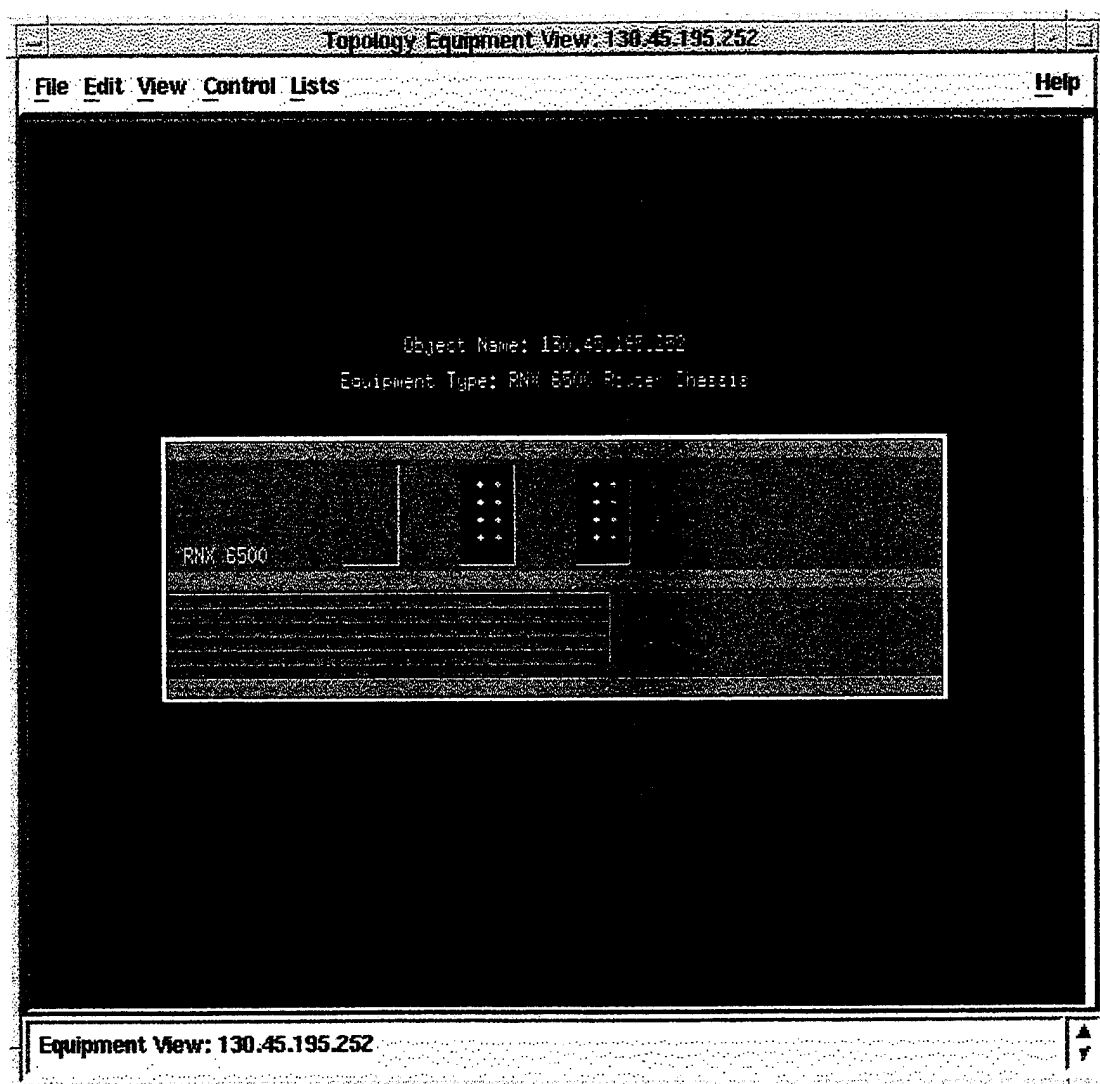 Topology Equipment View: 130.45.195.252
File Edit View Control Lists Help
Object Name: 130.45.195.252
Equipment Type: RNX 6500 Router Chassis
RNX 6500
Equipment View: 130.45.195.252